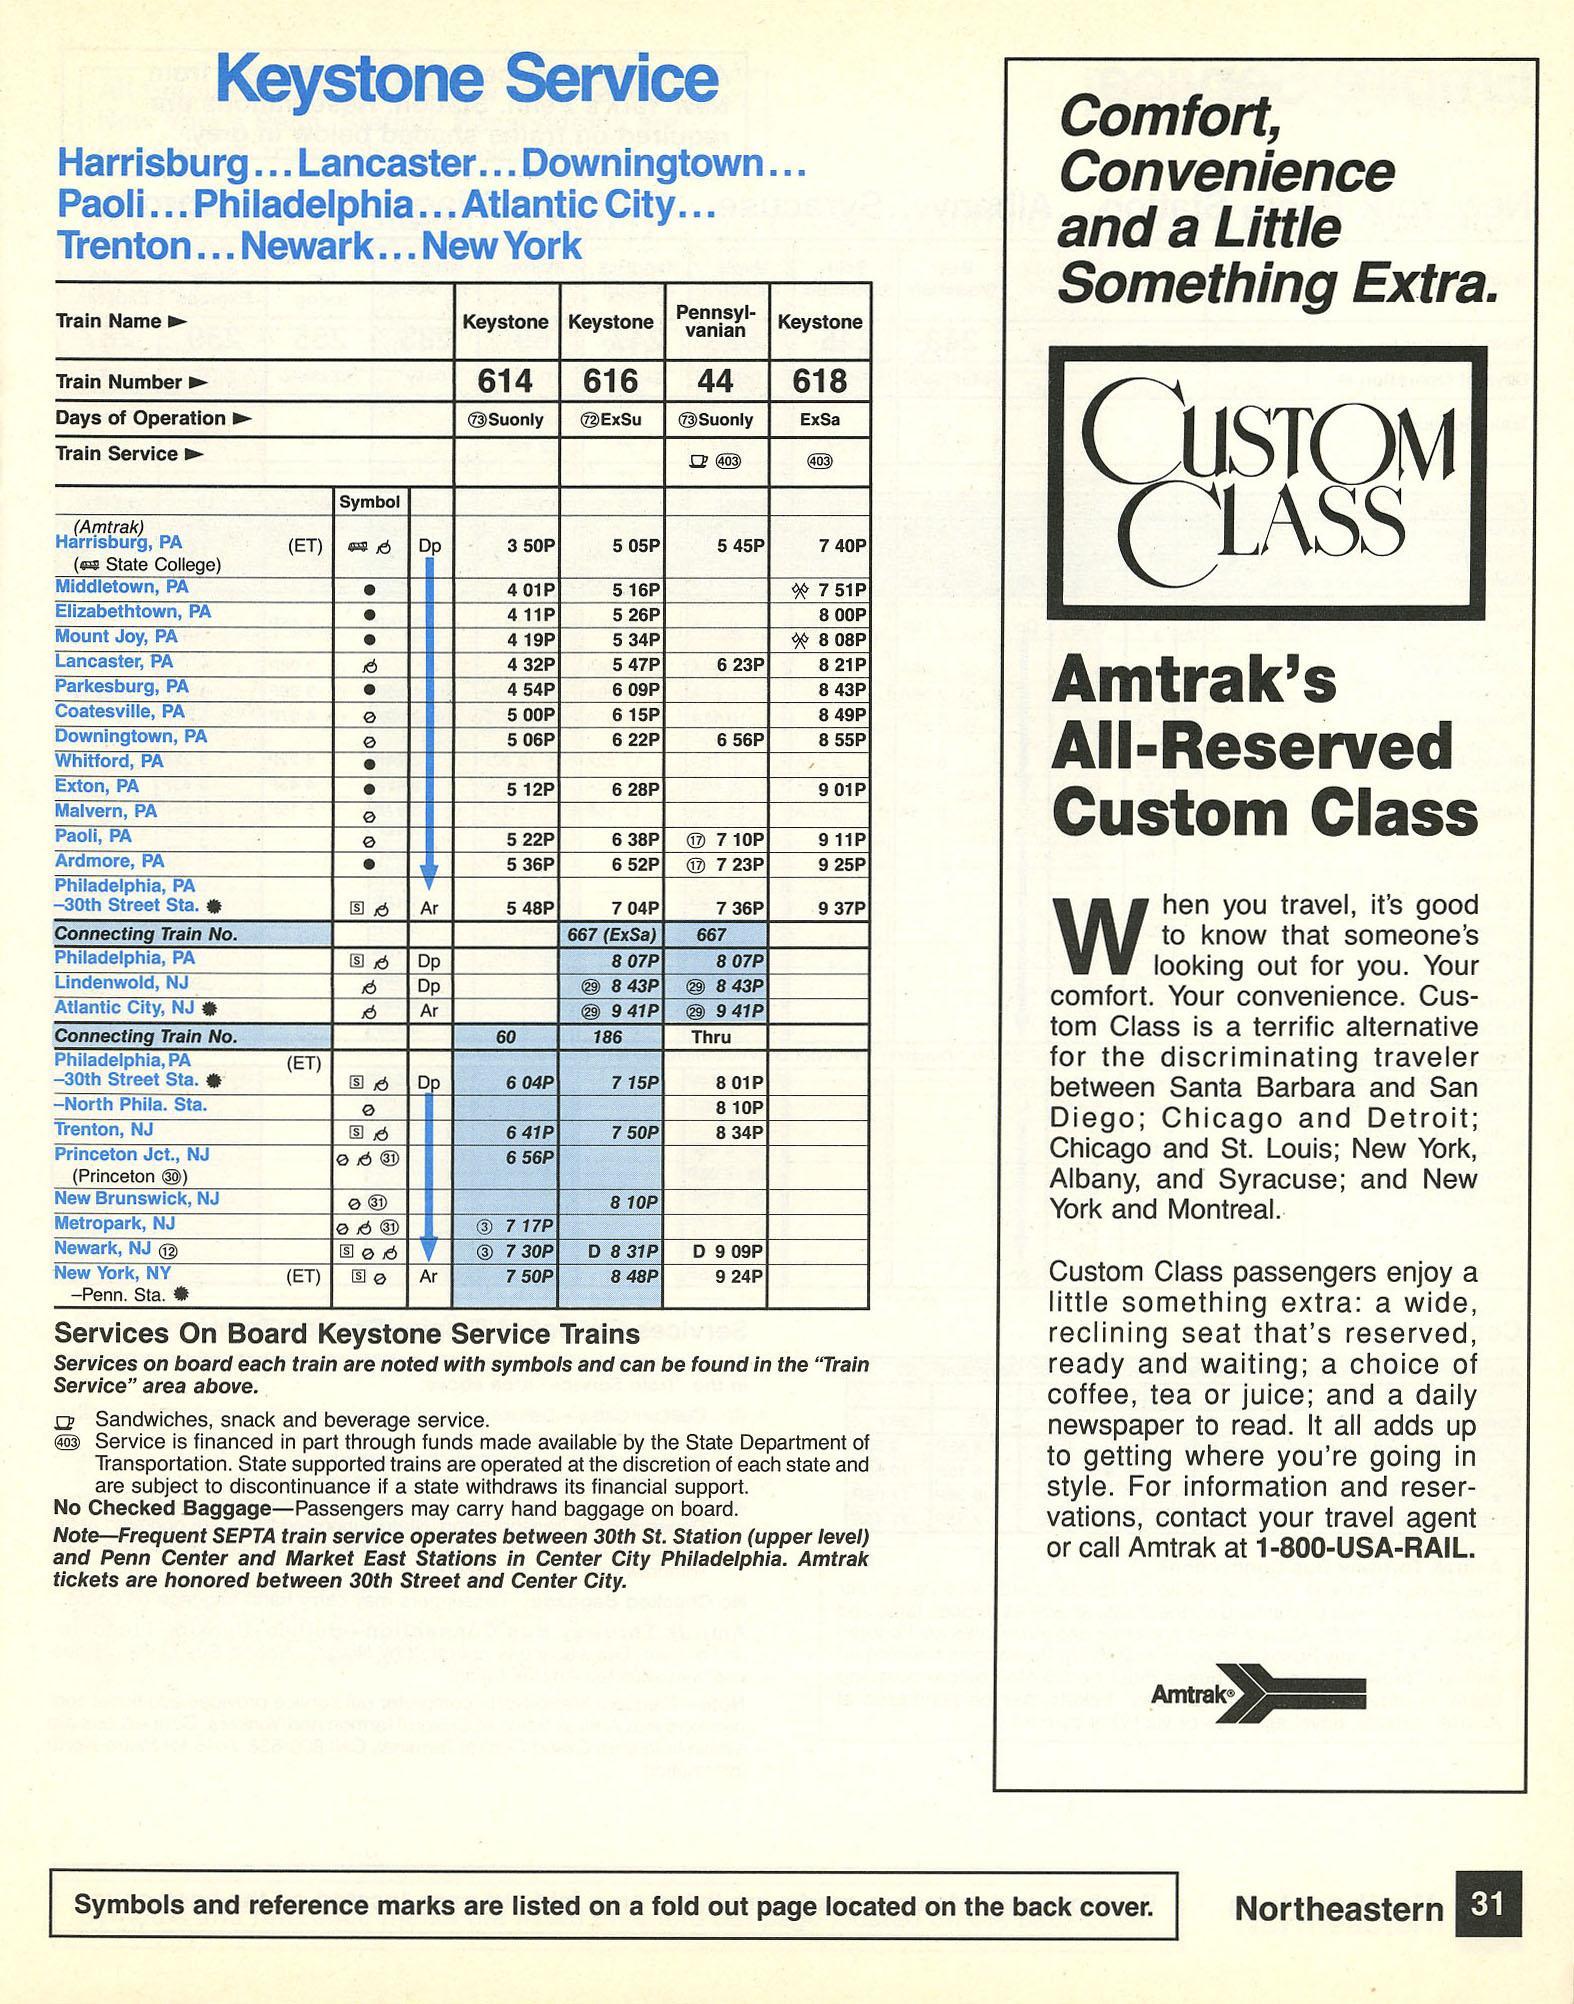 Keystone Service
Harrisburg...Lancaster...Downingtown...
Paoli...Philadelphia...Atlantic City...
Trenton...Newark...New York
Train Name ► Keystone Keystone Pennsyl-vanian Keystone
Train Number ► 614 616 44 618
Days of Operation ► 73 Suonly 72 ExSu 73 Suonly ExSa
Train Service ► 403 403
Symbol
(Amtrak)
Harrisburg, PA (ET) Dp 3 50P 5 05P 5 45P 7 40P
(State College)
Middletown, PA ● 4 01P 5 16P 7 51P
Elizabethtown, PA ● 4 11P 5 26P 8 00P
Mount Joy, PA ● 4 19P 5 34P 8 08P
Lancaster, PA 4 32P 5 47P 6 23P 8 21P
Parkesburg, PA ● 4 54P 6 09P 8 43P
Coatesville, PA 5 00P 6 15P 8 49P
Downingtown, PA 5 06P 6 22P 6 56P 8 55P
Whitford, PA ●
Exton, PA ● 5 12P 6 28P 9 01P
Malvern, PA
Paoli, PA 5 22P 6 38P ⑰ 7 10P 9 11P
Ardmore, PA ● 5 36P 6 52P ⑰ 7 23P 9 25P
Philadelphia, PA
–30th Street Sta. S Ar 5 48P 7 04P 7 36P 9 37P
Connecting Train No. 667 (ExSa) 667
Philadelphia, PA S Dp 8 07P 8 07P
Lindenwold, NJ Dp ㉙ 8 43P ㉙ 8 43P
Atlantic City, NJ Ar ㉙ 9 41P ㉙ 9 41P
Connecting Train No. 60 186 Thru
Philadelphia, PA (ET)
–30th Street Sta. S Dp 6 04P 7 15P 8 01P
–North Phila. Sta. 8 10P
Trenton, NJ S 6 41P 7 50P 8 34P
Princeton Jct., NJ ㉛ 6 56P
(Princeton ㉚)
New Brunswick, NJ ㉛ 8 10P
Metropark, NJ ㉛ ③ 7 17P
Newark, NJ ⑫ S ③ 7 30P D 8 31P D 9 09P
New York, NY (ET) S Ar 7 50P 8 48P 9 24P
–Penn. Sta.
Services On Board Keystone Service Trains
Services on board each train are noted with symbols and can be found in the “Train
Service” area above.
Sandwiches, snack and beverage service.
403 Service is financed in part through funds made available by the State Department of
Transportation. State supported trains are operated at the discretion of each state and
are subject to discontinuance if a state withdraws its financial support.
No Checked Baggage—Passengers may carry hand baggage on board.
Note—Frequent SEPTA train service operates between 30th St. Station (upper level)
and Penn Center and Market East Stations in Center City Philadelphia. Amtrak
tickets are honored between 30th Street and Center City.
Comfort,
Convenience
and a Little
Something Extra.
CUSTOM
CLASS
Amtrak's
All-Reserved
Custom Class
When you travel, it's good
to know that someone's
looking out for you. Your
comfort. Your convenience. Cus-
tom Class is a terrific alternative
for the discriminating traveler
between Santa Barbara and San
Diego; Chicago and Detroit;
Chicago and St. Louis; New York,
Albany, and Syracuse; and New
York and Montreal.
Custom Class passengers enjoy a
little something extra: a wide,
reclining seat that's reserved,
ready and waiting; a choice of
coffee, tea or juice; and a daily
newspaper to read. It all adds up
to getting where you're going in
style. For information and reser-
vations, contact your travel agent
or call Amtrak at 1-800-USA-RAIL.
Amtrak®
Symbols and reference marks are listed on a fold out page located on the back cover.
Northeastern 31